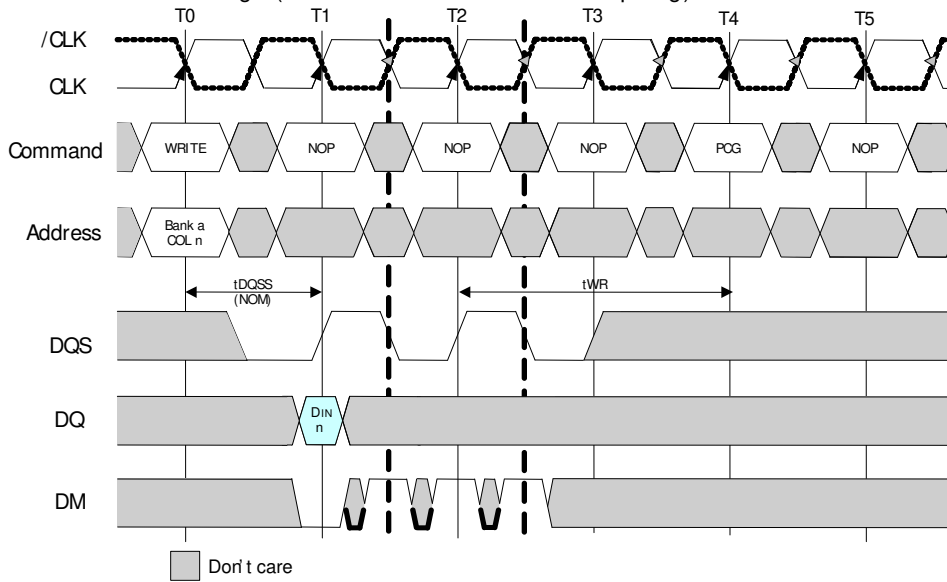 T0 T1 T2 T3 T4 T5
/CLK
CLK
Command WRITE NOP NOP NOP PCG NOP
Address Bank a
COL n
tDQSS
(NOM)
tWR
DQS
DQ DIN
n
DM
Don't care